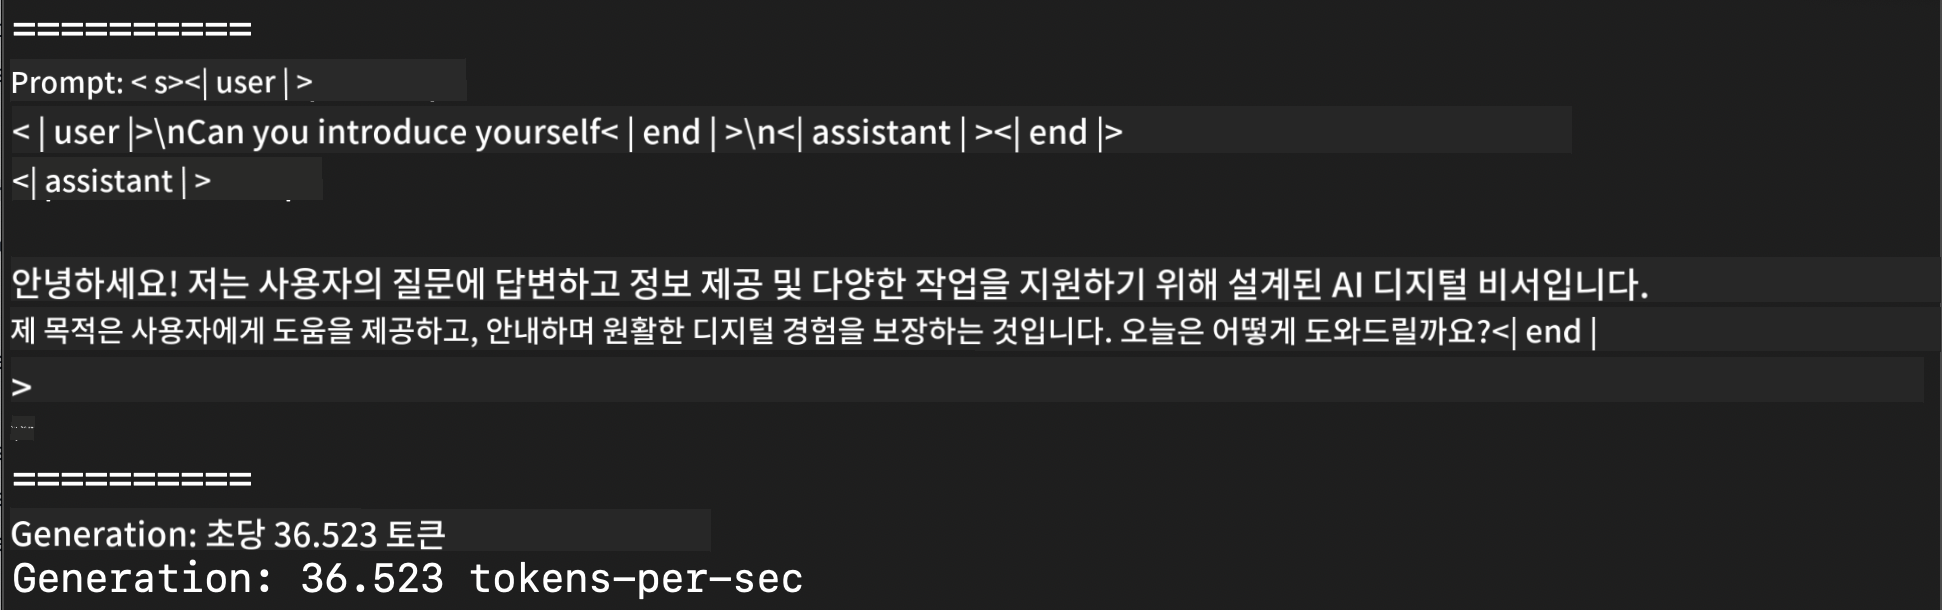 ==========
Prompt: < s><| user | >
< | user |>\nCan you introduce yourself< | end | >\n<| assistant | ><| end |>
<| assistant | >
안녕하세요! 저는 사용자의 질문에 답변하고 정보 제공 및 다양한 작업을 지원하기 위해 설계된 AI 디지털 비서입니다.
제 목적은 사용자에게 도움을 제공하고, 안내하며 원활한 디지털 경험을 보장하는 것입니다. 오늘은 어떻게 도와드릴까요?<| end |
>
==========
Generation: 초당 36.523 토큰
Generation: 36.523 tokens-per-sec